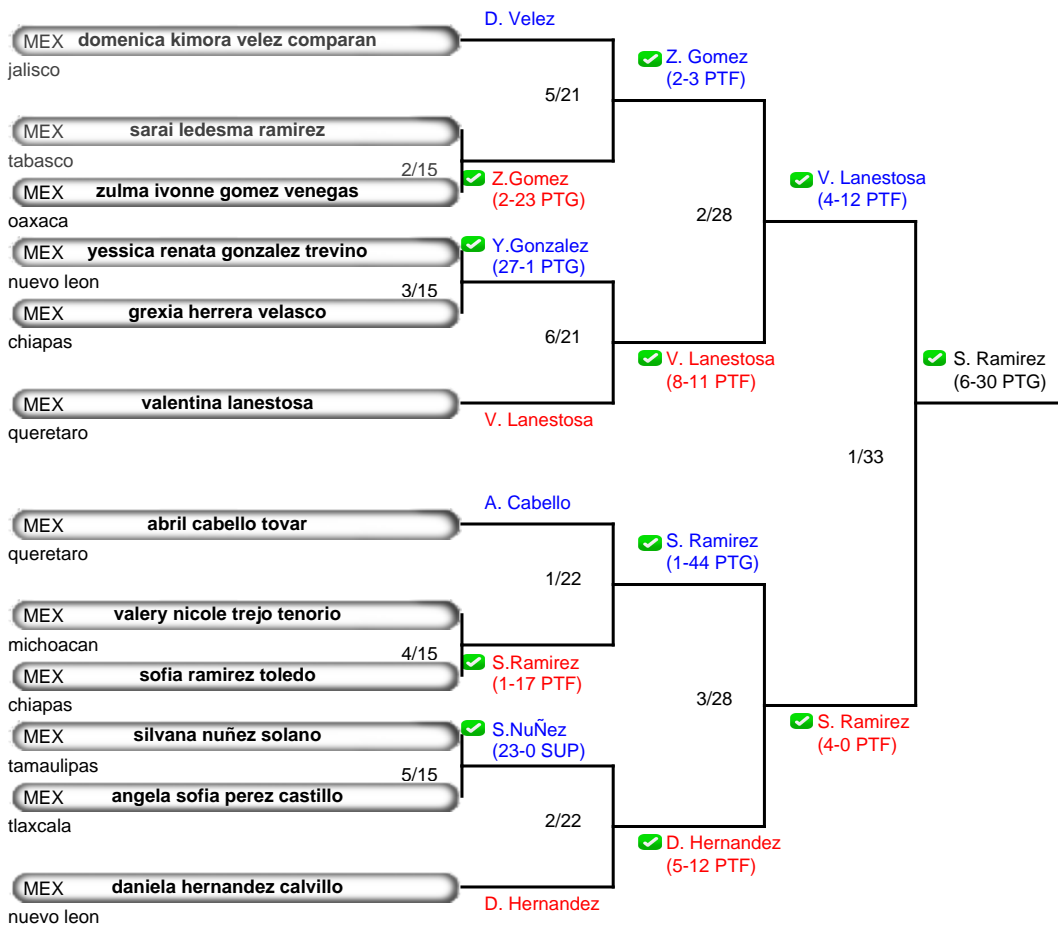 D. Velez
MEX domenica kimora velez comparan
jalisco
Z. Gomez
(2-3 PTF)
5/21
MEX sarai ledesma ramirez
tabasco
2/15
MEX zulma ivonne gomez venegas
oaxaca
Z.Gomez
(2-23 PTG)
V. Lanestosa
(4-12 PTF)
2/28
MEX yessica renata gonzalez trevino
nuevo leon
Y.Gonzalez
(27-1 PTG)
3/15
MEX grexia herrera velasco
chiapas
6/21
V. Lanestosa
(8-11 PTF)
S. Ramirez
(6-30 PTG)
MEX valentina lanestosa
queretaro
V. Lanestosa
1/33
A. Cabello
MEX abril cabello tovar
queretaro
S. Ramirez
(1-44 PTG)
1/22
MEX valery nicole trejo tenorio
michoacan
4/15
MEX sofia ramirez toledo
chiapas
S.Ramirez
(1-17 PTF)
3/28
S. Ramirez
(4-0 PTF)
MEX silvana nuñez solano
tamaulipas
S.NuÑez
(23-0 SUP)
5/15
MEX angela sofia perez castillo
tlaxcala
2/22
D. Hernandez
(5-12 PTF)
MEX daniela hernandez calvillo
nuevo leon
D. Hernandez